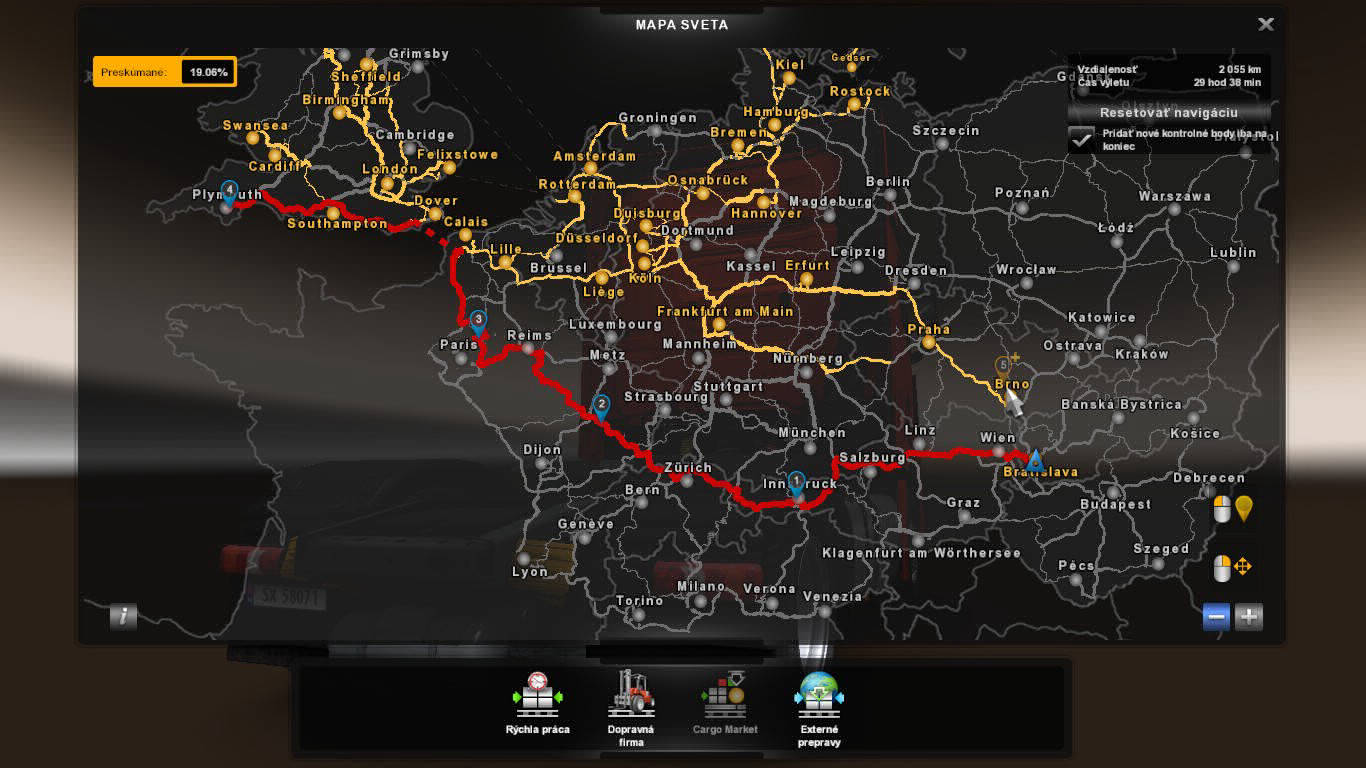 MAPA SVETA
Preskúmané: 19.06%
Vzdialenosť 2 055 km
Čas výletu 29 hod 38 min
Resetovať navigáciu
Pridať nové kontrolné body iba na
koniec
Grimsby
Sheffield
Birmingham
Swansea
Cambridge
Cardiff
Felixstowe
London
4
Plymouth
Dover
Southampton
Calais
Kiel
Gedser
Rostock
Hamburg
Groningen
Bremen
Szczecin
Amsterdam
Rotterdam
Osnabrück
Berlin
Poznań
Warszawa
Magdeburg
Hannover
Duisburg
Dortmund
Düsseldorf
Łódź
Lille
Brussel
Köln
Liège
Kassel
Erfurt
Leipzig
Dresden
Wrocław
Lublin
3
Paris
Reims
Luxembourg
Frankfurt am Main
Praha
Katowice
Metz
Mannheim
Nürnberg
Ostrava
Kraków
5
Brno
2
Strasbourg
Stuttgart
Banská Bystrica
München
Linz
Wien
Košice
Dijon
Zürich
Salzburg
Bratislava
Debrecen
Bern
1
Innsbruck
Graz
Budapest
Genève
Klagenfurt am Wörthersee
Szeged
Lyon
Pécs
Milano
Verona
Venezia
Torino
SX 58071
i
Rýchla práca
Dopravná
firma
Cargo Market
Externé
prepravy